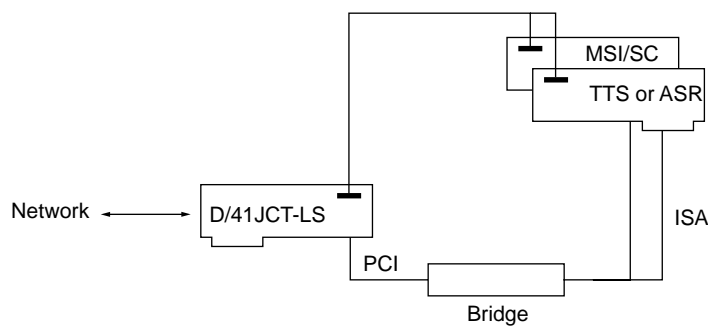 MSI/SC
TTS or ASR
Network
D/41JCT-LS
ISA
PCI
Bridge